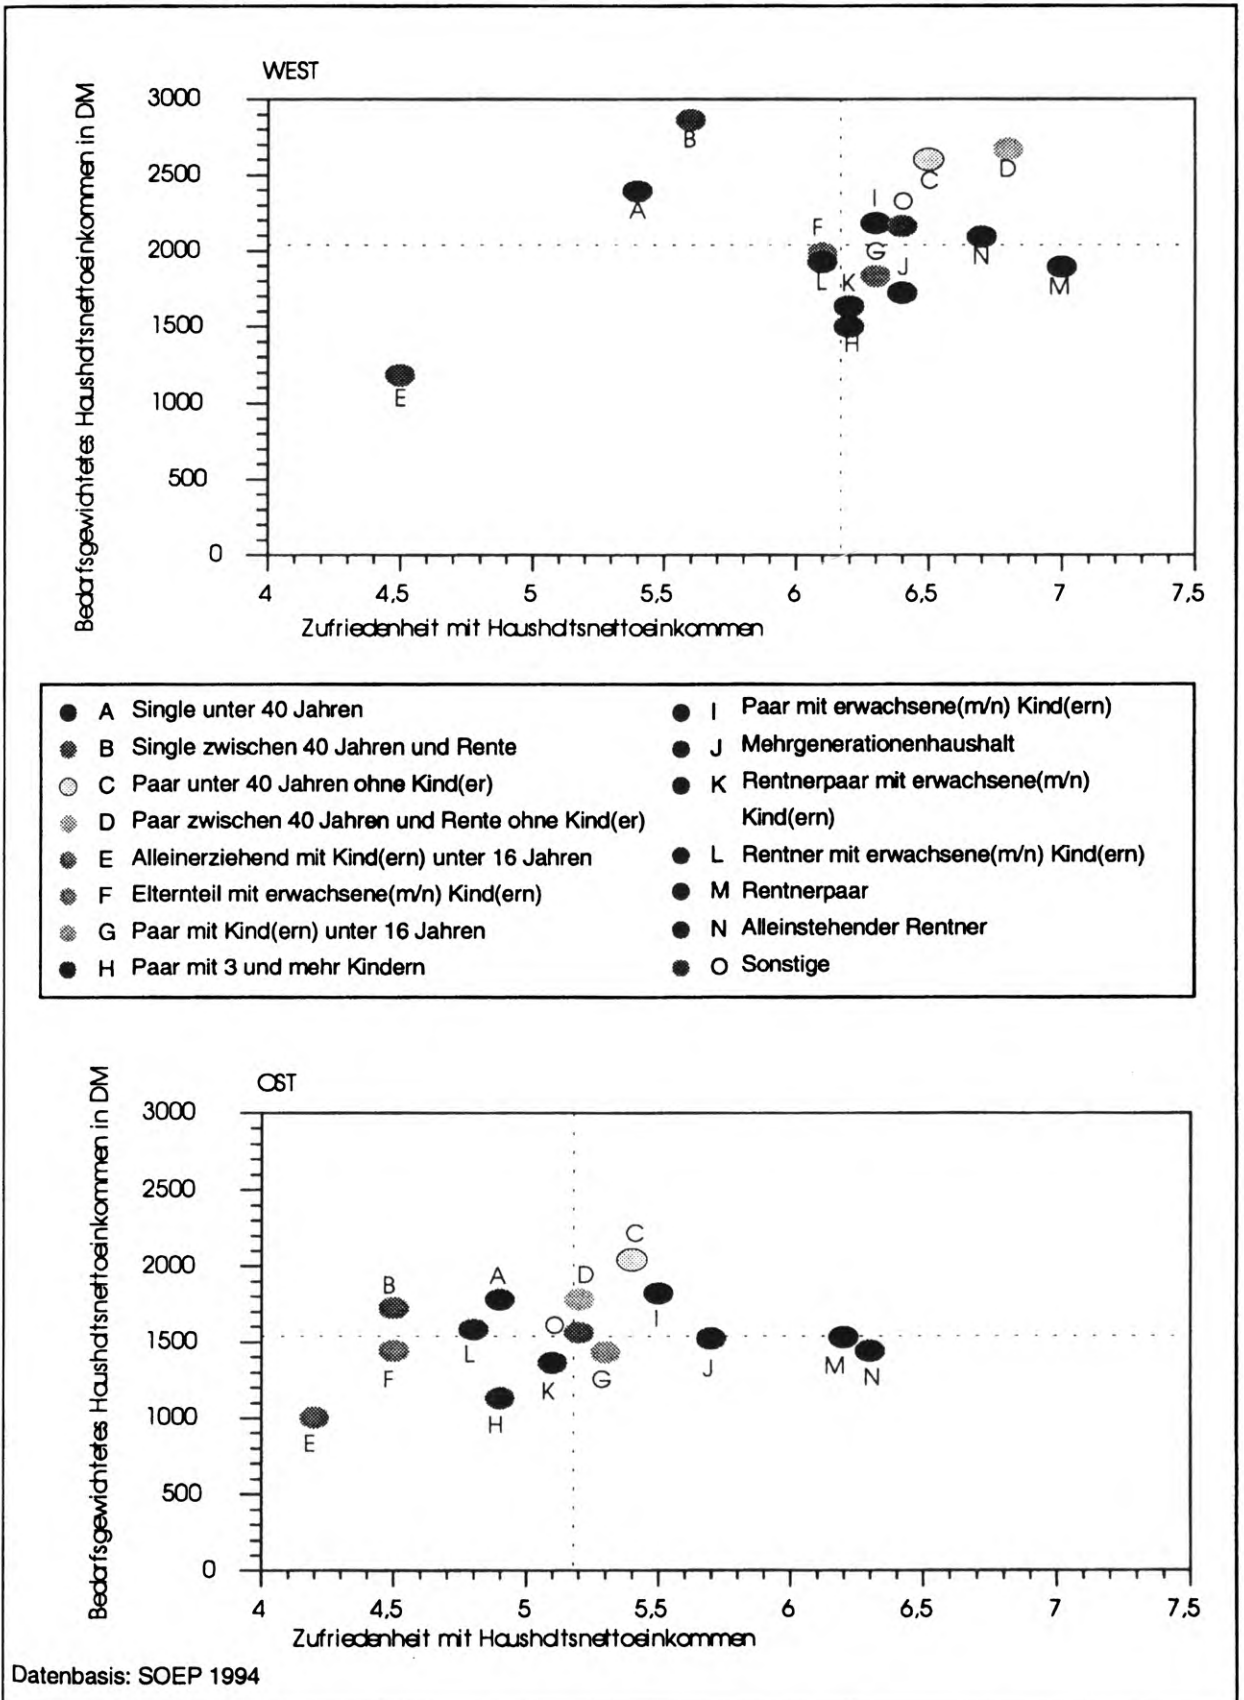 WEST
Bedarfsgewichtetes Haushaltsnettoeinkommen in DM
3000
2500
2000
1500
1000
500
0
B
A
C
D
I
O
F
G
N
L
K
J
M
H
E
4 4,5 5 5,5 6 6,5 7 7,5
Zufriedenheit mit Haushaltsnettoeinkommen
A Single unter 40 Jahren
B Single zwischen 40 Jahren und Rente
C Paar unter 40 Jahren ohne Kind(er)
D Paar zwischen 40 Jahren und Rente ohne Kind(er)
E Alleinerziehend mit Kind(ern) unter 16 Jahren
F Elternteil mit erwachsene(m/n) Kind(ern)
G Paar mit Kind(ern) unter 16 Jahren
H Paar mit 3 und mehr Kindern
I Paar mit erwachsene(m/n) Kind(ern)
J Mehrgenerationenhaushalt
K Rentnerpaar mit erwachsene(m/n)
Kind(ern)
L Rentner mit erwachsene(m/n) Kind(ern)
M Rentnerpaar
N Alleinstehender Rentner
O Sonstige
OST
Bedarfsgewichtetes Haushaltsnettoeinkommen in DM
3000
2500
2000
1500
1000
500
0
C
B
A
D
I
O
L
F
K
G
J
M
N
H
E
4 4,5 5 5,5 6 6,5 7 7,5
Zufriedenheit mit Haushaltsnettoeinkommen
Datenbasis: SOEP 1994